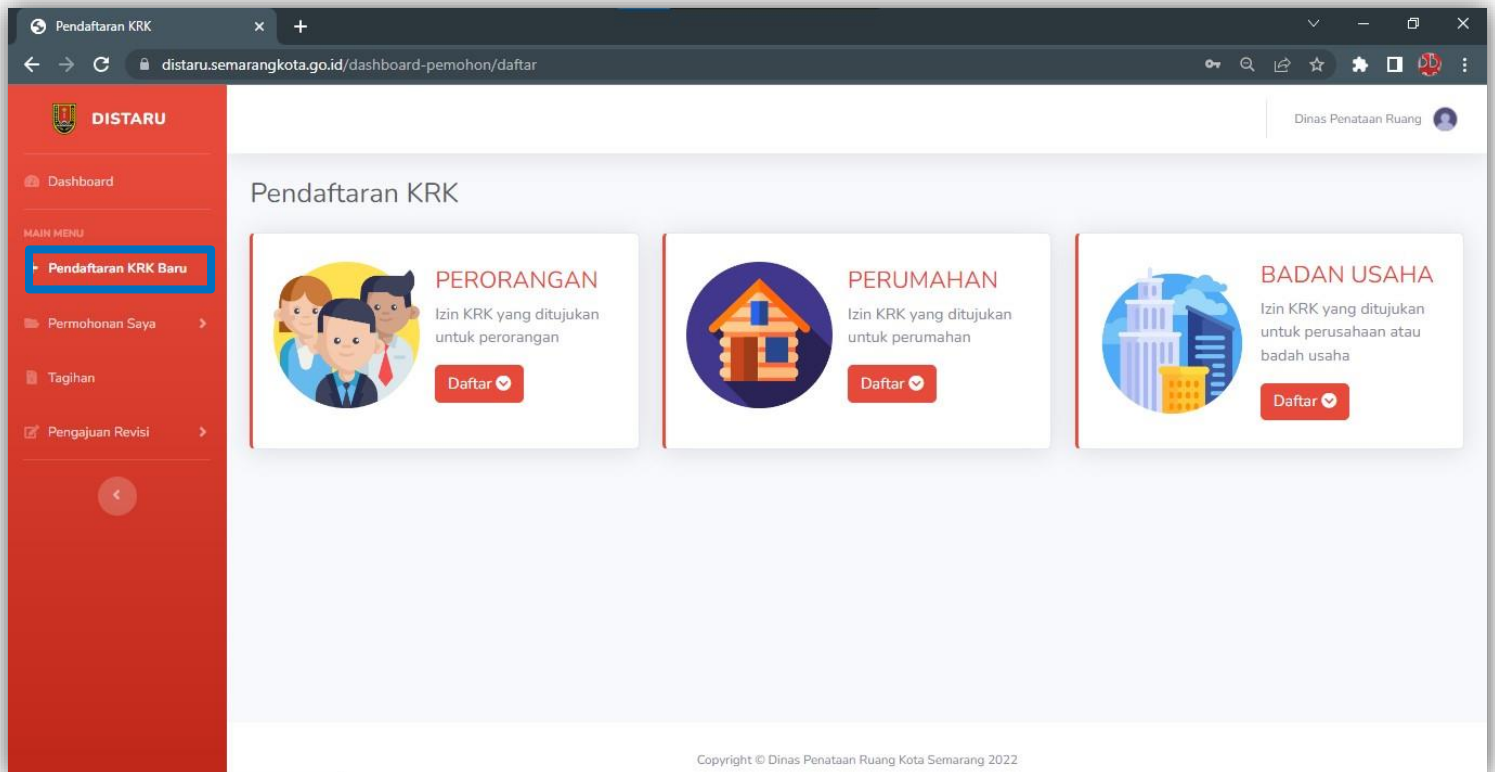 Pendaftaran KRK
distaru.semarangkota.go.id/dashboard-pemohon/daftar
DISTARU
Dinas Penataan Ruang
Dashboard
MAIN MENU
Pendaftaran KRK Baru
Permohonan Saya
Tagihan
Pengajuan Revisi
Pendaftaran KRK
PERORANGAN
Izin KRK yang ditujukan
untuk perorangan
Daftar
PERUMAHAN
Izin KRK yang ditujukan
untuk perumahan
Daftar
BADAN USAHA
Izin KRK yang ditujukan
untuk perusahaan atau
badah usaha
Daftar
Copyright © Dinas Penataan Ruang Kota Semarang 2022